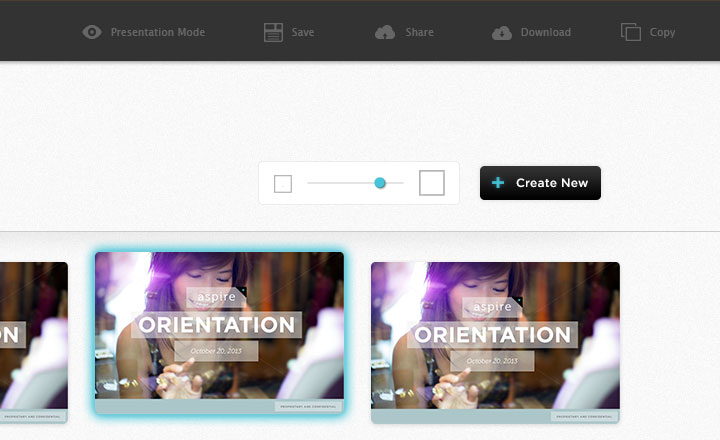 Presentation Mode
Save
Share
Download
Copy
Create New
ON
aspire
ORIENTATION
October 20, 2013
PROPRIETARY AND CONFIDENTIAL
aspire
ORIENTATION
October 20, 2013
PROPRIETARY AND CONFIDENTIAL